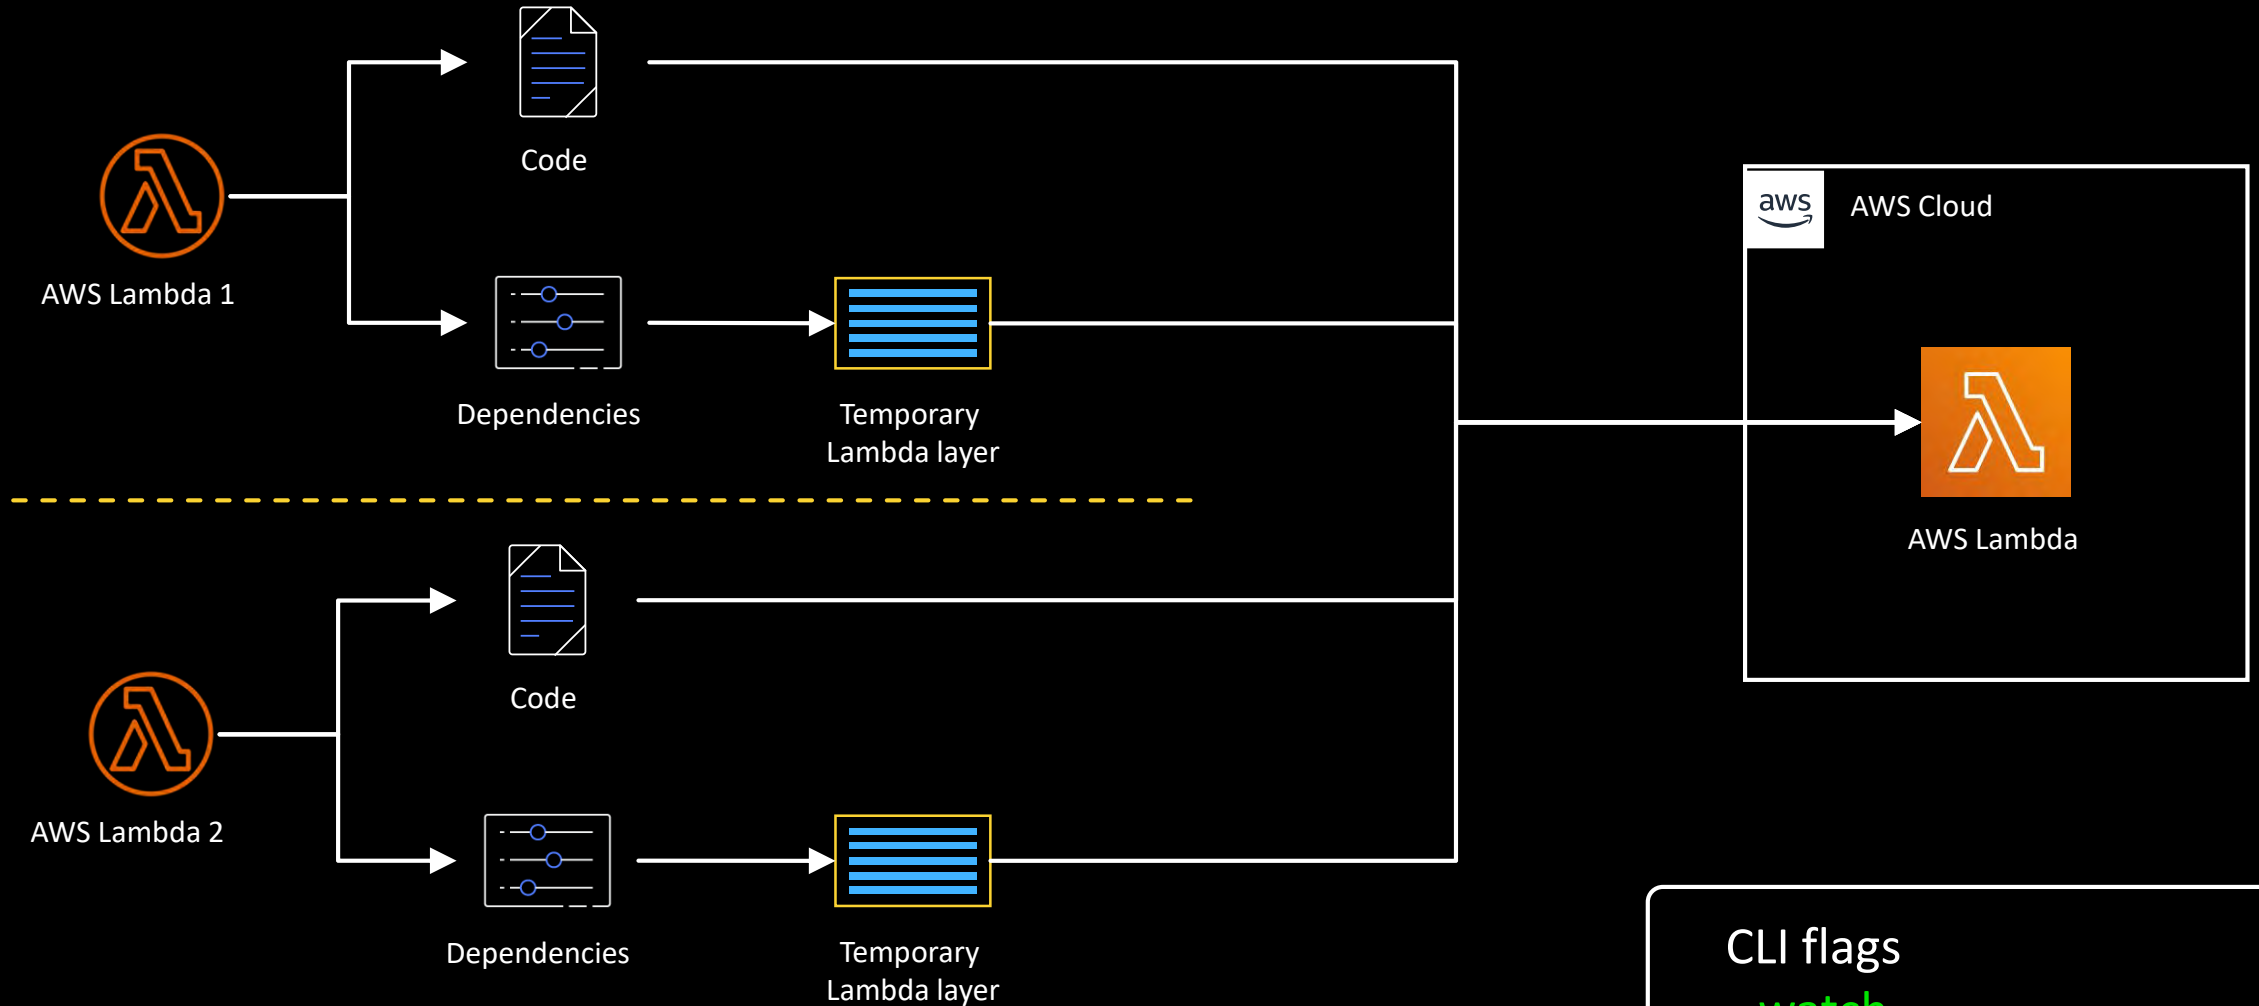 Code
AWS Lambda 1
Dependencies
Temporary
Lambda layer
aws
AWS Cloud
AWS Lambda
Code
AWS Lambda 2
Dependencies
Temporary
Lambda layer
CLI flags
watch